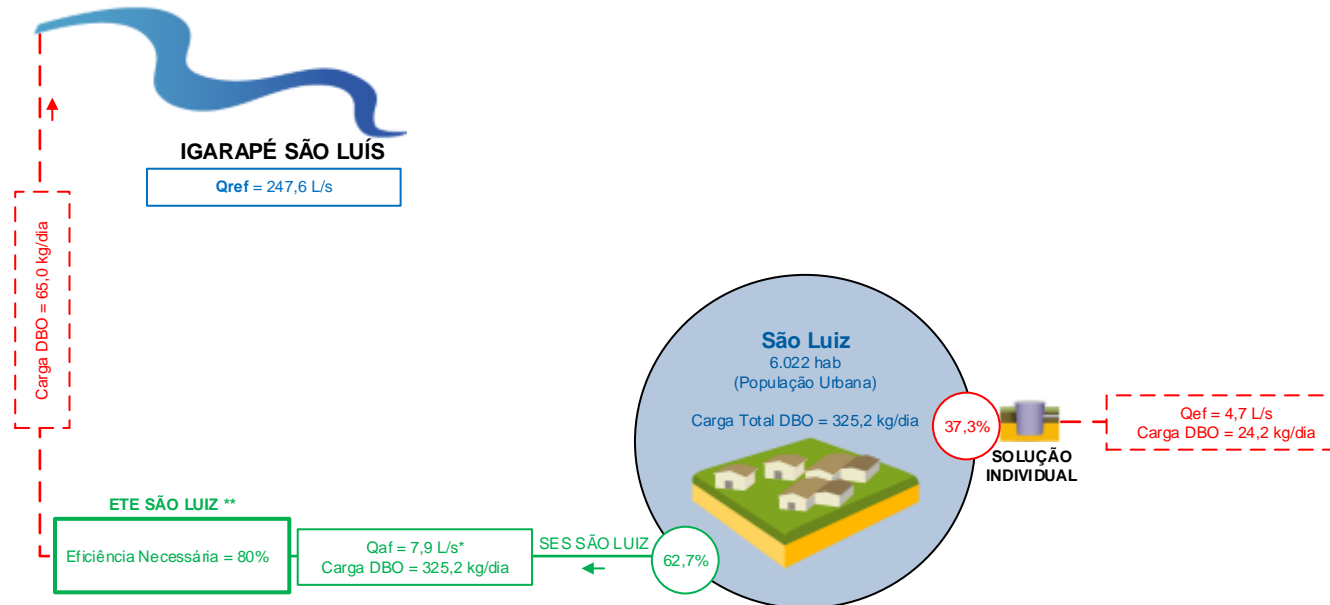 IGARAPÉ SÃO LUÍS
Qref = 247,6 L/s
Carga DBO = 65,0 kg/dia
São Luiz
6.022 hab
(População Urbana)
Carga Total DBO = 325,2 kg/dia
37,3%
SOLUÇÃO
INDIVIDUAL
Qef = 4,7 L/s
Carga DBO = 24,2 kg/dia
ETE SÃO LUIZ **
Eficiência Necessária = 80%
Qaf = 7,9 L/s*
Carga DBO = 325,2 kg/dia
SES SÃO LUIZ
62,7%